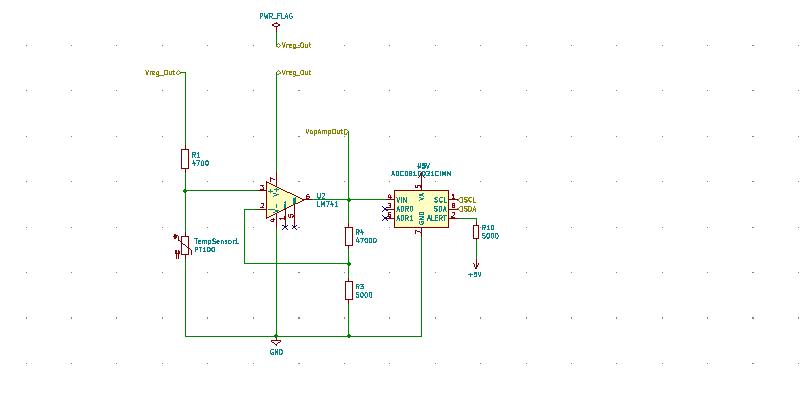 PWR_FLAG
Vreg_Out
Vreg_Out
Vreg_Out
VopAmpOut
R1
4700
+5V
ADC081C021CIMM
U2
LM741
3
2
7
4
1
5
6
VIN
ADR0
ADR1
VA
GND
SCL
SDA
ALERT
4
5
7
1
8
2
SCL
SDA
R4
47000
R10
5000
TempSensor1
PT100
+5V
R3
5000
GND